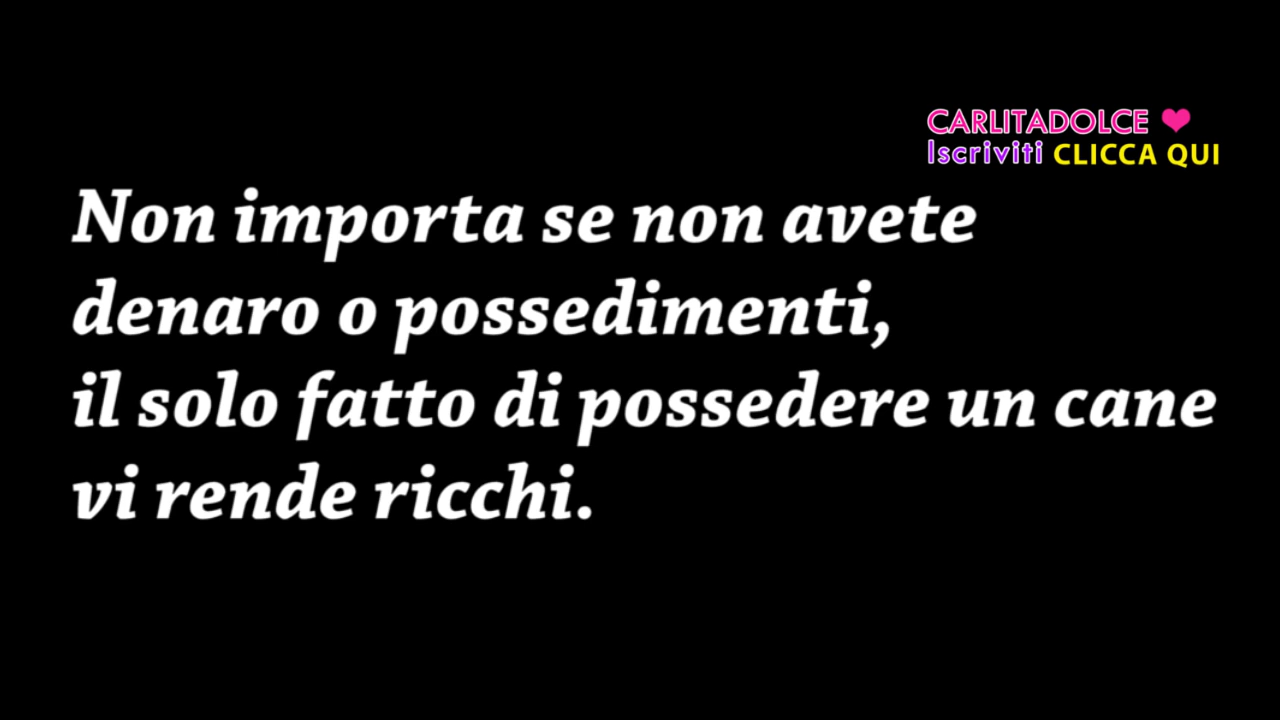 CARLITADOLCE ❤
Iscriviti CLICCA QUI
Non importa se non avete
denaro o possedimenti,
il solo fatto di possedere un cane
vi rende ricchi.